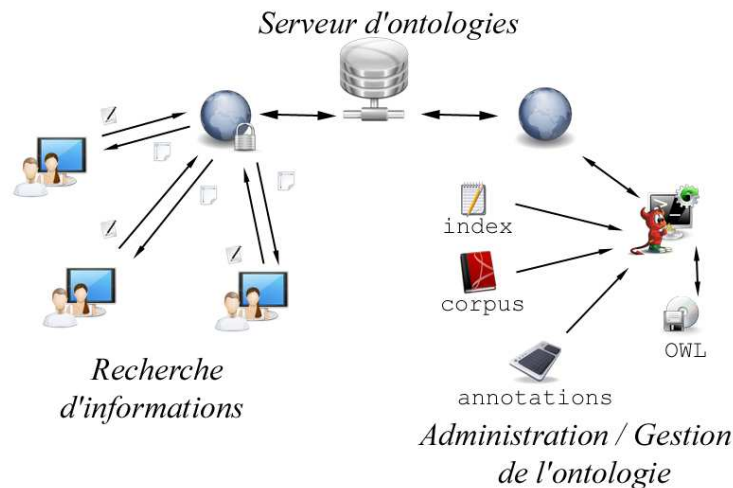 Serveur d'ontologies
index
corpus
OWL
annotations
Recherche
d'informations
Administration / Gestion
de l'ontologie